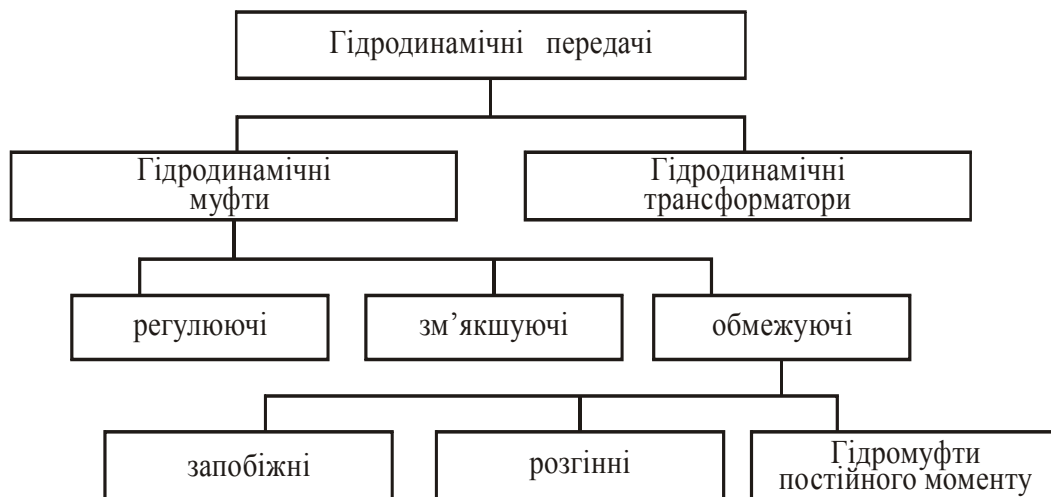 Гідродинамічні передачі
Гідродинамічні
муфти
Гідродинамічні
трансформатори
регулюючі
зм’якшуючі
обмежуючі
запобіжні
розгінні
Гідромуфти
постійного моменту